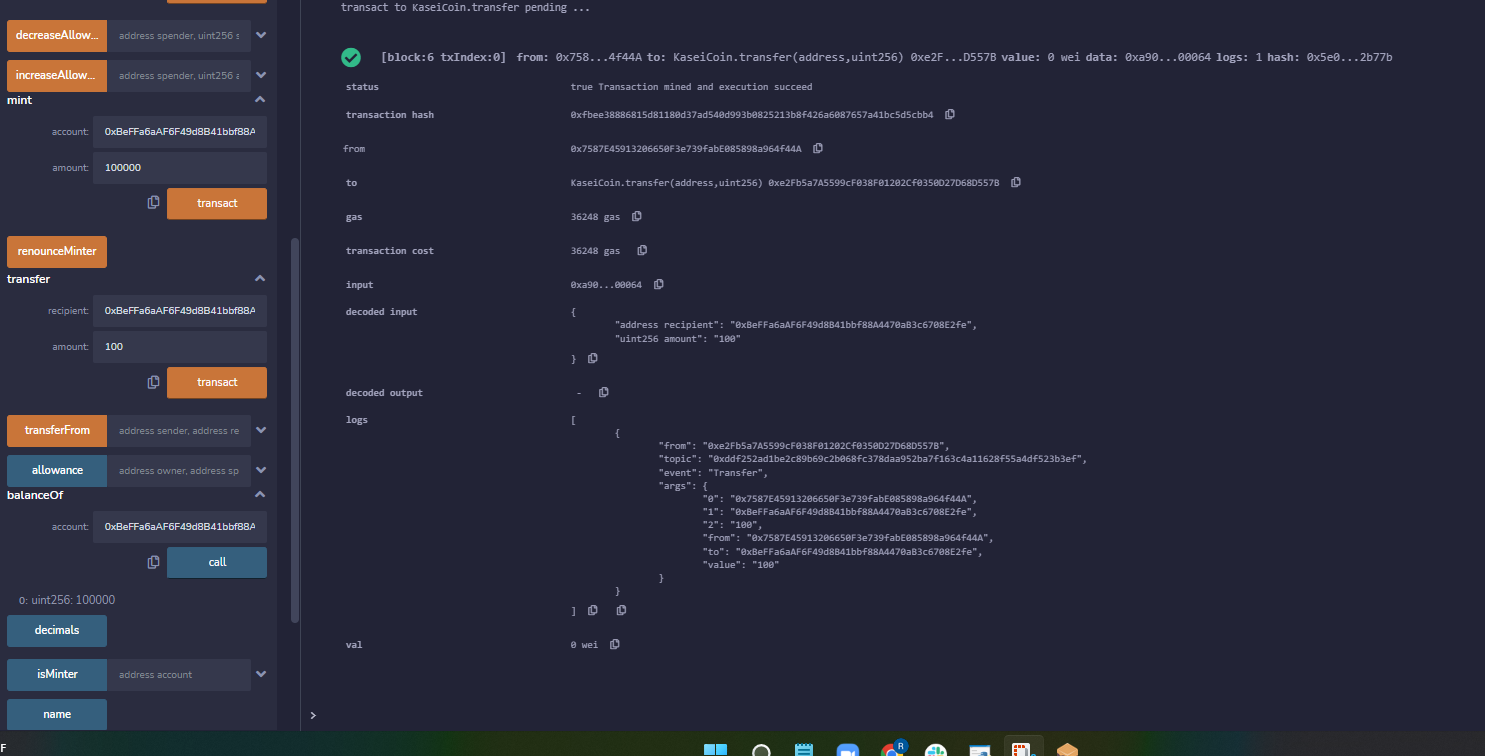 decreaseAllow...
address spender, uint256 s
increaseAllow...
address spender, uint256 a
mint
account:
0xBeFFa6aAF6F49d8B41bbf88A
amount:
100000
transact
renounceMinter
transfer
recipient:
0xBeFFa6aAF6F49d8B41bbf88A
amount:
100
transact
transferFrom
address sender, address re
allowance
address owner, address sp
balanceOf
account:
0xBeFFa6aAF6F49d8B41bbf88A
call
0: uint256: 100000
decimals
isMinter
address account
name
F
transact to KaseiCoin.transfer pending ...
[block:6 txIndex:0] from: 0x758...4f44A to: KaseiCoin.transfer(address,uint256) 0xe2F...D557B value: 0 wei data: 0xa90...00064 logs: 1 hash: 0x5e0...2b77b
status true Transaction mined and execution succeed
transaction hash 0xfbee38886815d81180d37ad540d993b0825213b8f426a6087657a41bc5d5cbb4
from 0x7587E45913206650F3e739fabE085898a964f44A
to KaseiCoin.transfer(address,uint256) 0xe2Fb5a7A5599cF038F01202Cf0350D27D68D557B
gas 36248 gas
transaction cost 36248 gas
input 0xa90...00064
decoded input {
"address recipient": "0xBeFFa6aAF6F49d8B41bbf88A4470aB3c6708E2fe",
"uint256 amount": "100"
}
decoded output -
logs [
{
"from": "0xe2Fb5a7A5599cF038F01202Cf0350D27D68D557B",
"topic": "0xddf252ad1be2c89b69c2b068fc378daa952ba7f163c4a11628f55a4df523b3ef",
"event": "Transfer",
"args": {
"0": "0x7587E45913206650F3e739fabE085898a964f44A",
"1": "0xBeFFa6aAF6F49d8B41bbf88A4470aB3c6708E2fe",
"2": "100",
"from": "0x7587E45913206650F3e739fabE085898a964f44A",
"to": "0xBeFFa6aAF6F49d8B41bbf88A4470aB3c6708E2fe",
"value": "100"
}
}
]
val 0 wei
>
R